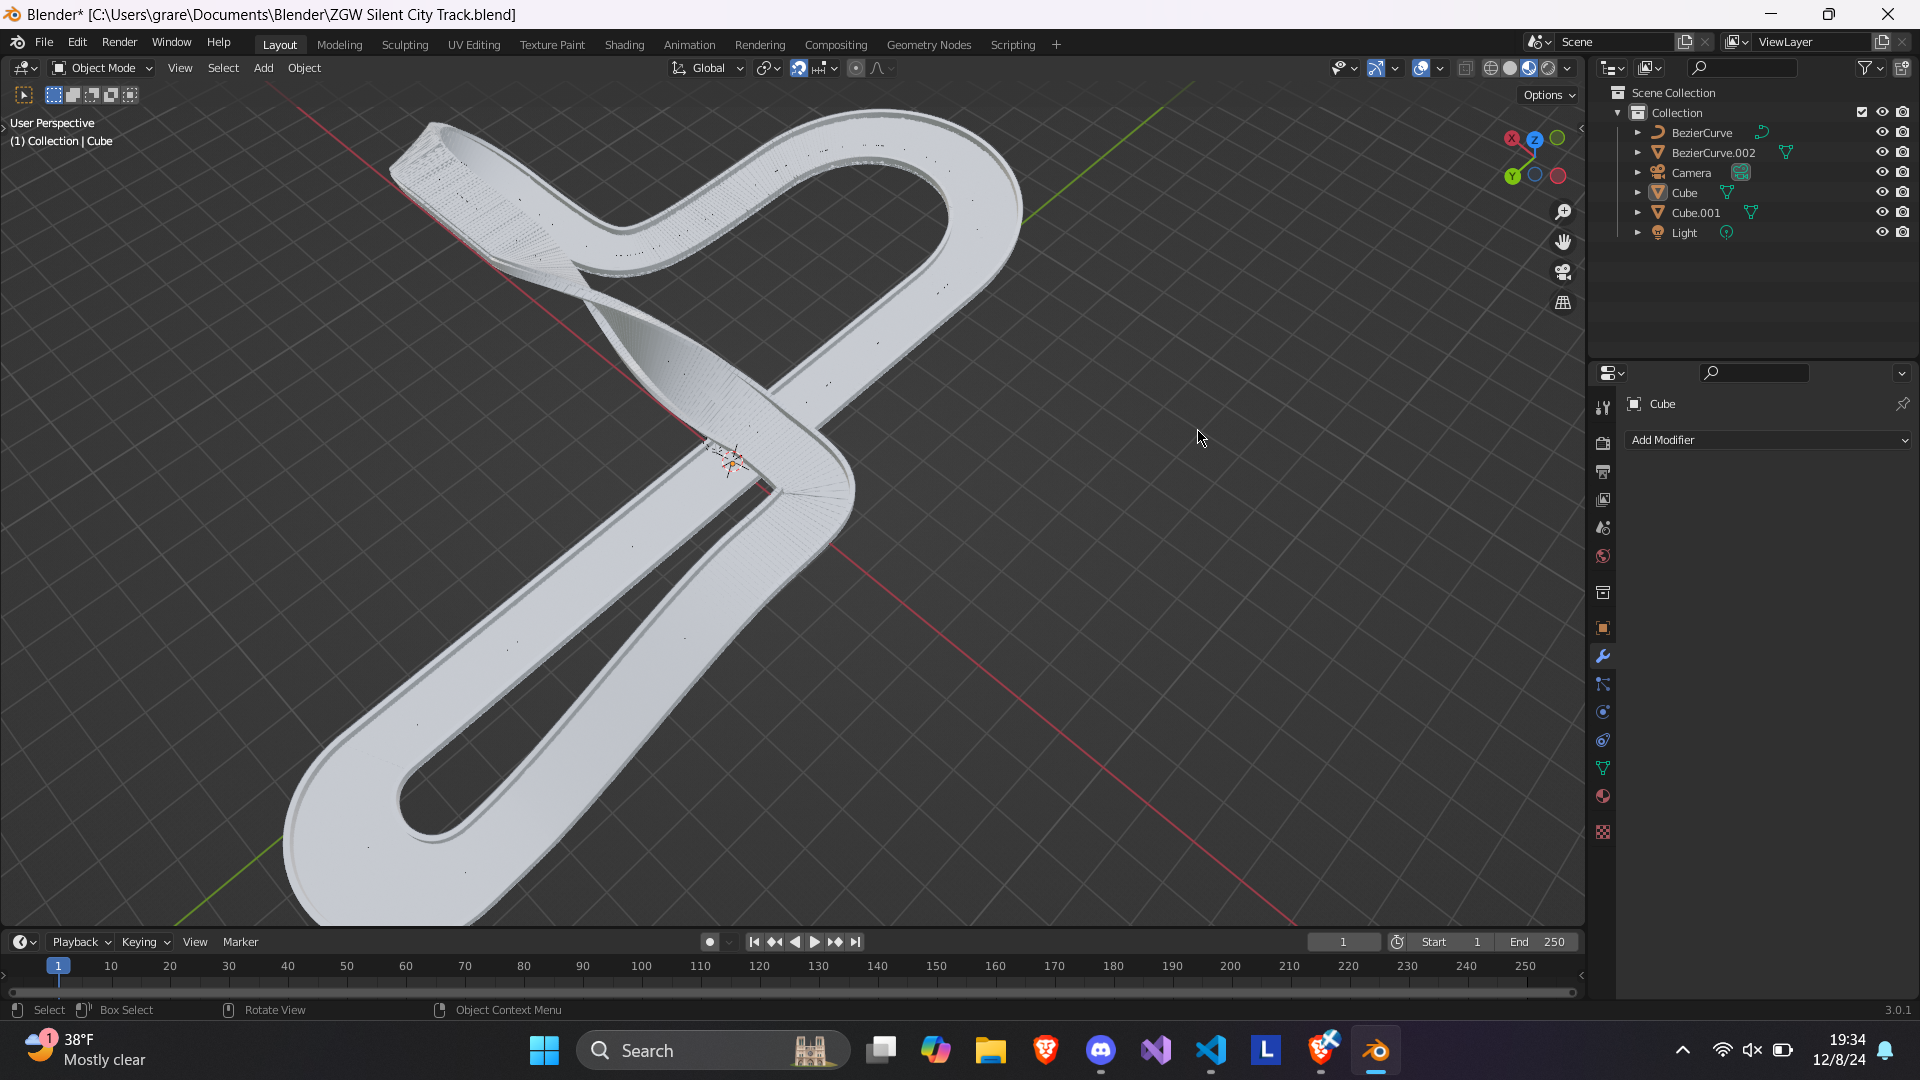 Blender* [C:\Users\grare\Documents\Blender\ZGW Silent City Track.blend]
File Edit Render Window Help Layout Modeling Sculpting UV Editing Texture Paint Shading Animation Rendering Compositing Geometry Nodes Scripting + Scene ViewLayer
Object Mode View Select Add Object Global
Options
User Perspective
(1) Collection | Cube
X
Y
Z
Scene Collection
Collection
BezierCurve
BezierCurve.002
Camera
Cube
Cube.001
Light
Cube
Add Modifier
Playback Keying View Marker 1 Start 1 End 250
1 10 20 30 40 50 60 70 80 90 100 110 120 130 140 150 160 170 180 190 200 210 220 230 240 250
Select Box Select Rotate View Object Context Menu 3.0.1
1
38°F
Mostly clear
Search
L
19:34
12/8/24